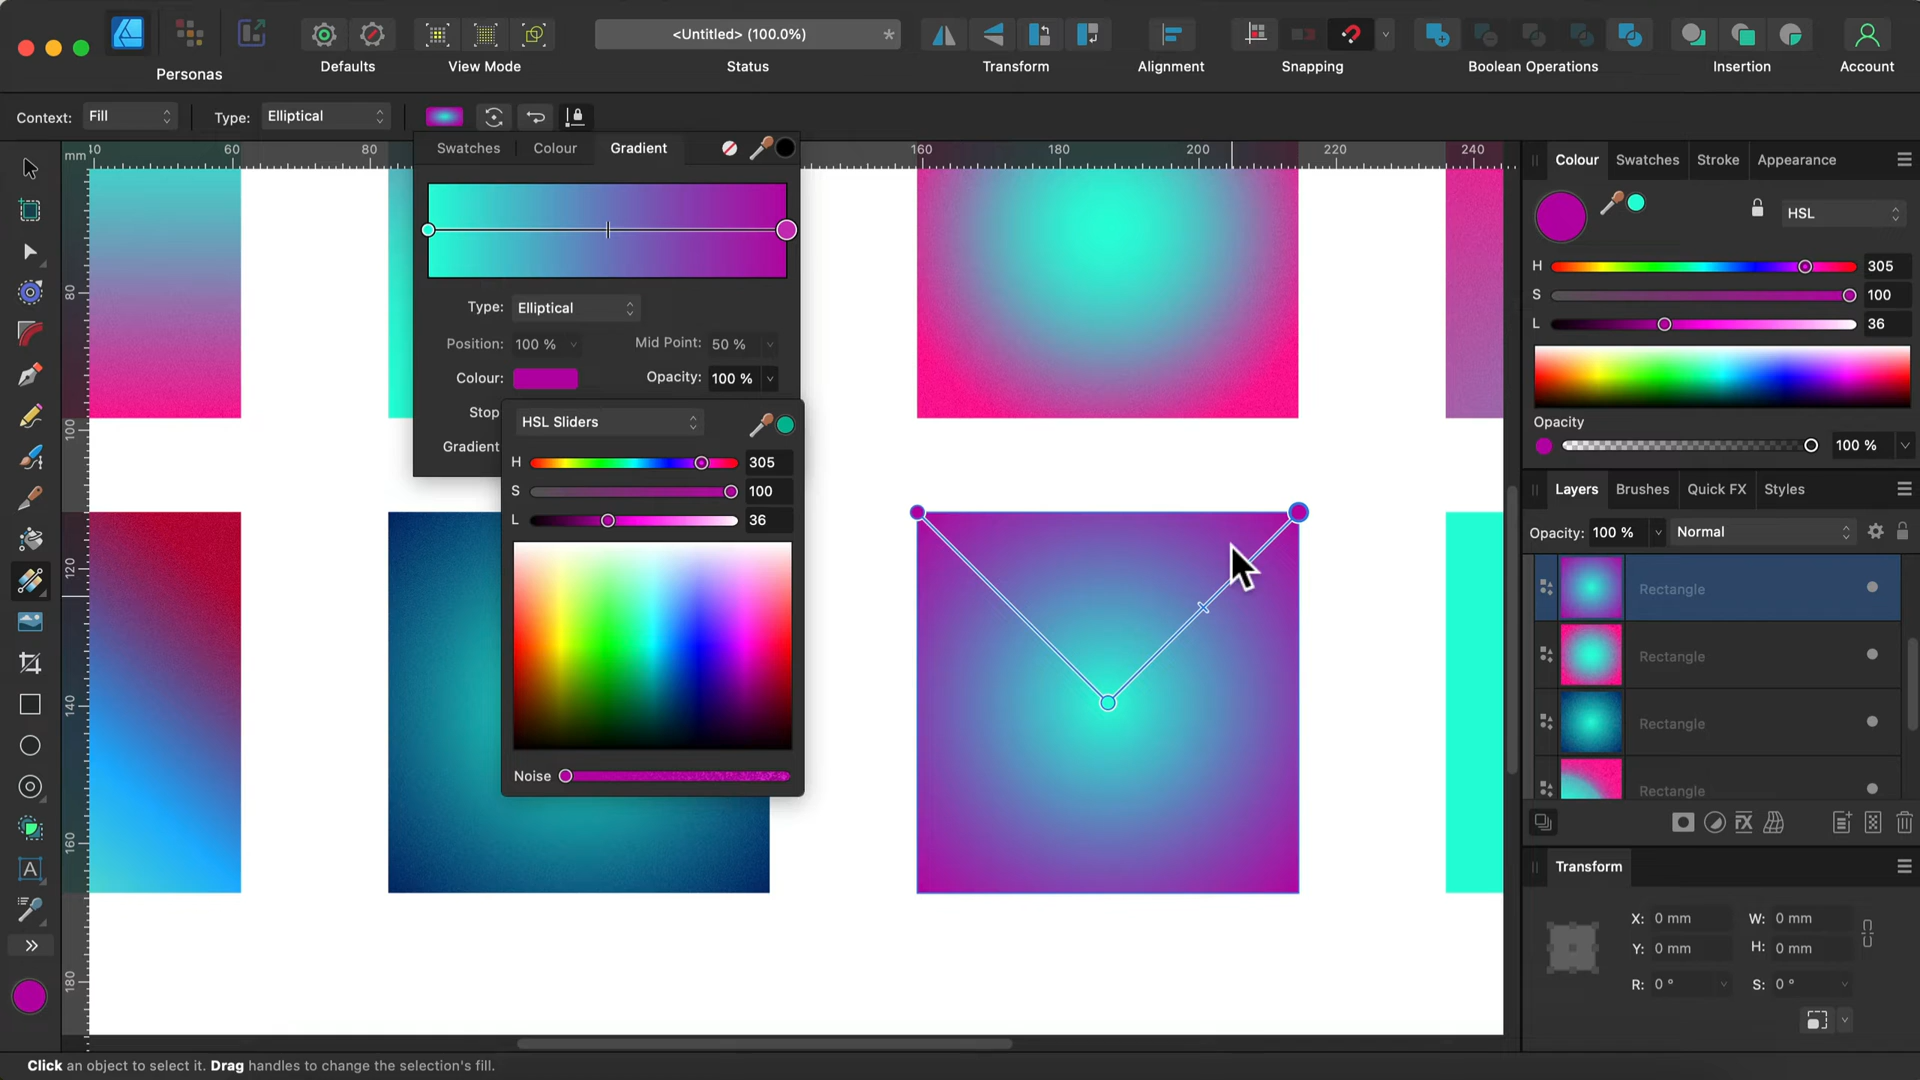 <Untitled> (100.0%)
*
Personas
Defaults
View Mode
Status
Transform
Alignment
Snapping
Boolean Operations
Insertion
Account
Context: Fill
Type: Elliptical
mm
60
80
160
180
200
220
240
Swatches
Colour
Gradient
Type: Elliptical
Position: 100 %
Mid Point: 50 %
Colour:
Opacity: 100 %
Stop
Gradient
HSL Sliders
H 305
S 100
L 36
Noise
80
100
120
140
160
180
A
Colour
Swatches
Stroke
Appearance
HSL
H 305
S 100
L 36
Opacity
100 %
Layers
Brushes
Quick FX
Styles
Opacity: 100 %
Normal
Rectangle
Rectangle
Rectangle
Rectangle
FX
Transform
X: 0 mm
W: 0 mm
Y: 0 mm
H: 0 mm
R: 0 °
S: 0 °
Click an object to select it. Drag handles to change the selection's fill.